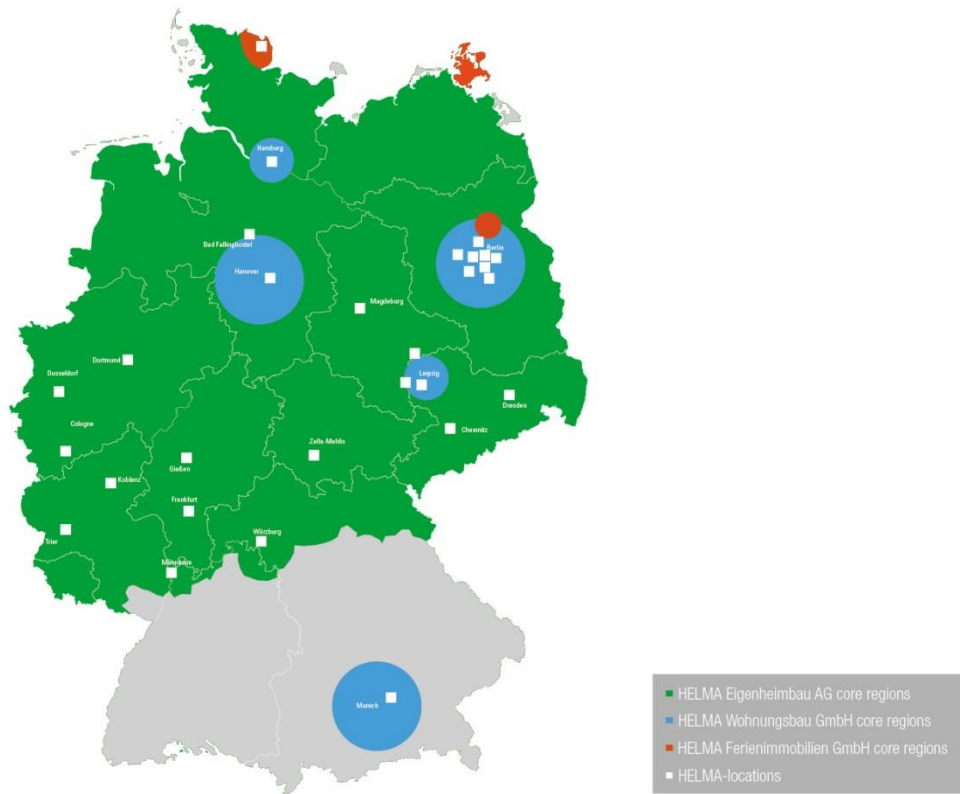 Hamburg
Bad Fallingbostel
Berlin
Hanover
Magdeburg
Dortmund
Dusseldorf
Leipzig
Dresden
Cologne
Chemnitz
Zella-Mehlis
Gießen
Koblenz
Frankfurt
Trier
Würzburg
Mannheim
Munich
HELMA Eigenheimbau AG core regions
HELMA Wohnungsbau GmbH core regions
HELMA Ferienimmobilien GmbH core regions
HELMA-locations